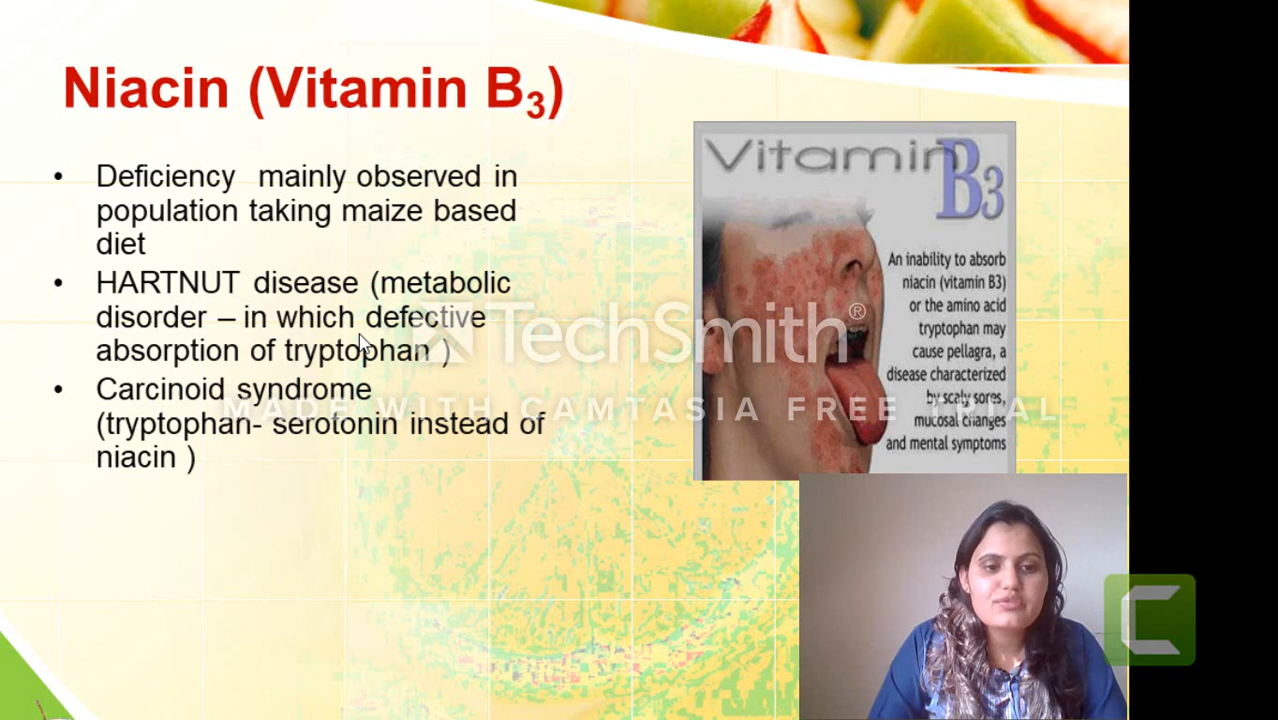 Niacin (Vitamin B3)
• Deficiency mainly observed in
population taking maize based
diet
• HARTNUT disease (metabolic
disorder – in which defective
absorption of tryptophan )
• Carcinoid syndrome
(tryptophan- serotonin instead of
niacin )
Vitamin B3
An inability to absorb
niacin (vitamin B3)
or the amino acid
tryptophan may
cause pellagra, a
disease characterized
by scaly sores,
mucosal changes
and mental symptoms
TechSmith®
MADE WITH CAMTASIA FREE TRIAL